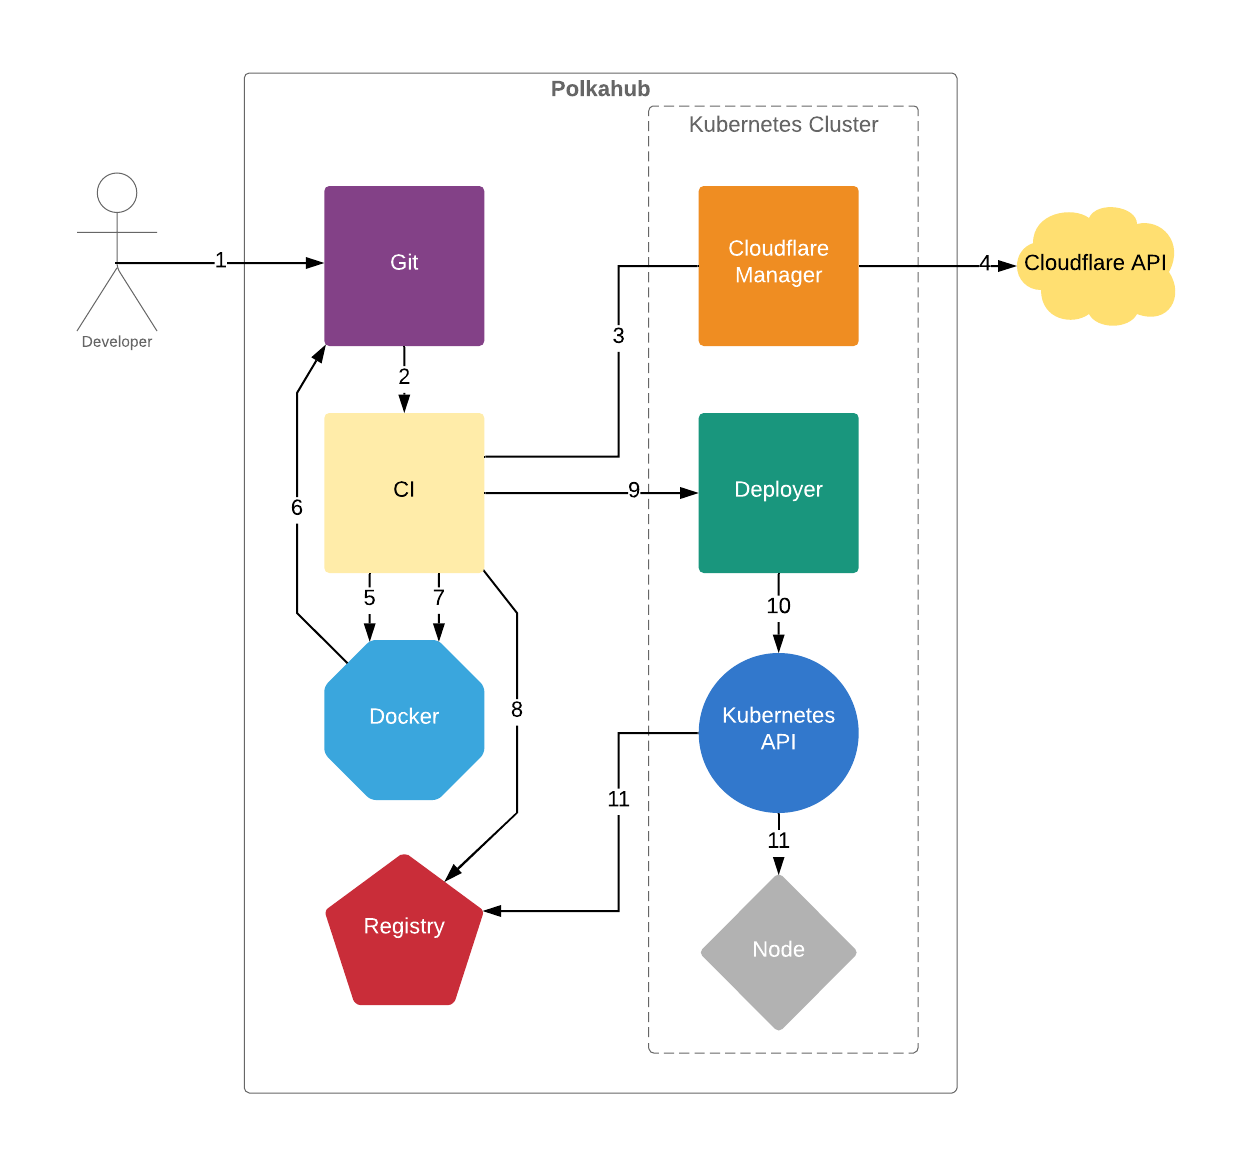 Polkahub
Kubernetes Cluster
Developer
1
Git
Cloudflare
Manager
4
Cloudflare API
2
3
CI
9
Deployer
6
5
7
10
8
Docker
Kubernetes
API
11
11
Registry
Node